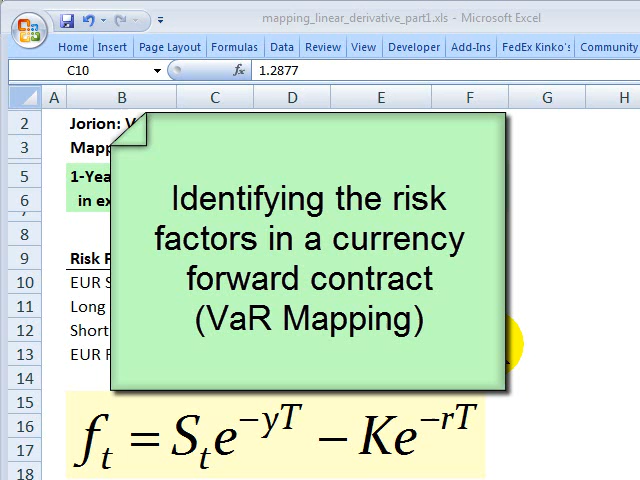 mapping_linear_derivative_part1.xls - Microsoft Excel
Home Insert Page Layout Formulas Data Review View Developer Add-Ins FedEx Kinko's Community
C10 fx 1.2877
A B C D E F G H
2 Jorion:
3 Mapp
5 1-Yea
6 in ex
7
8
9 Risk
10 EUR S
11 Long
12 Short
13 EUR
14
15
16
17
18
Identifying the risk
factors in a currency
forward contract
(VaR Mapping)
f_t = S_t e^{-yT} - Ke^{-rT}